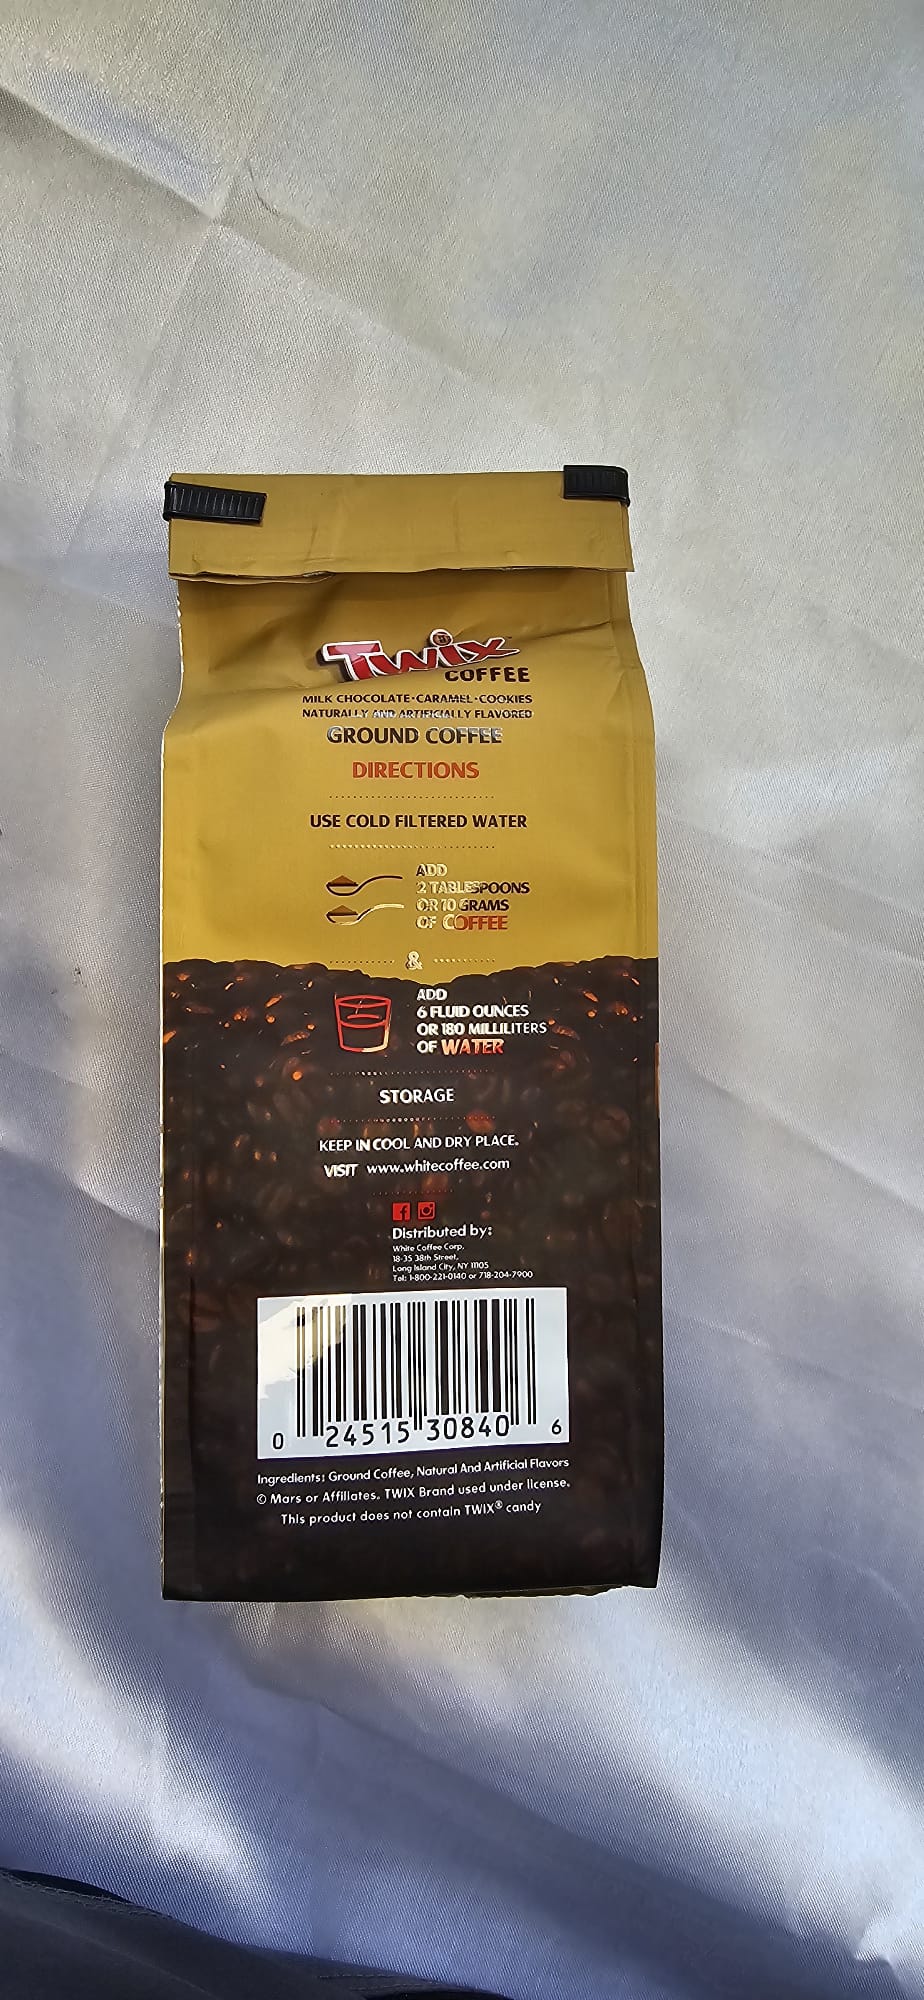 Twix™
COFFEE
MILK CHOCOLATE·CARAMEL·COOKIES
NATURALLY AND ARTIFICIALLY FLAVORED
GROUND COFFEE
DIRECTIONS
USE COLD FILTERED WATER
ADD
2 TABLESPOONS
OR 10 GRAMS
OF COFFEE
&
ADD
6 FLUID OUNCES
OR 180 MILLILITERS
OF WATER
STORAGE
KEEP IN COOL AND DRY PLACE.
VISIT www.whitecoffee.com
Distributed by:
White Coffee Corp.
18-35 38th Street,
Long Island City, NY 11105
Tel: 1-800-221-0140 or 718-204-7900
0 24515 30840 6
Ingredients: Ground Coffee, Natural And Artificial Flavors
© Mars or Affiliates. TWIX Brand used under license.
This product does not contain TWIX® candy